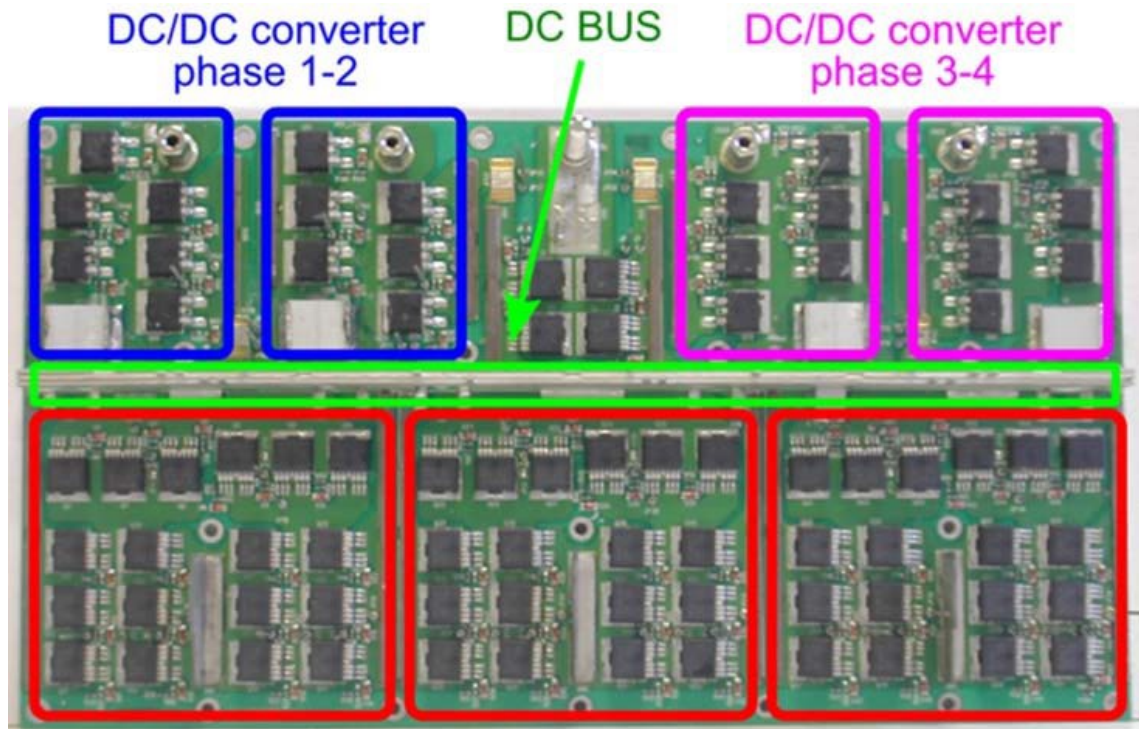 DC/DC converter
phase 1-2
DC BUS
DC/DC converter
phase 3-4